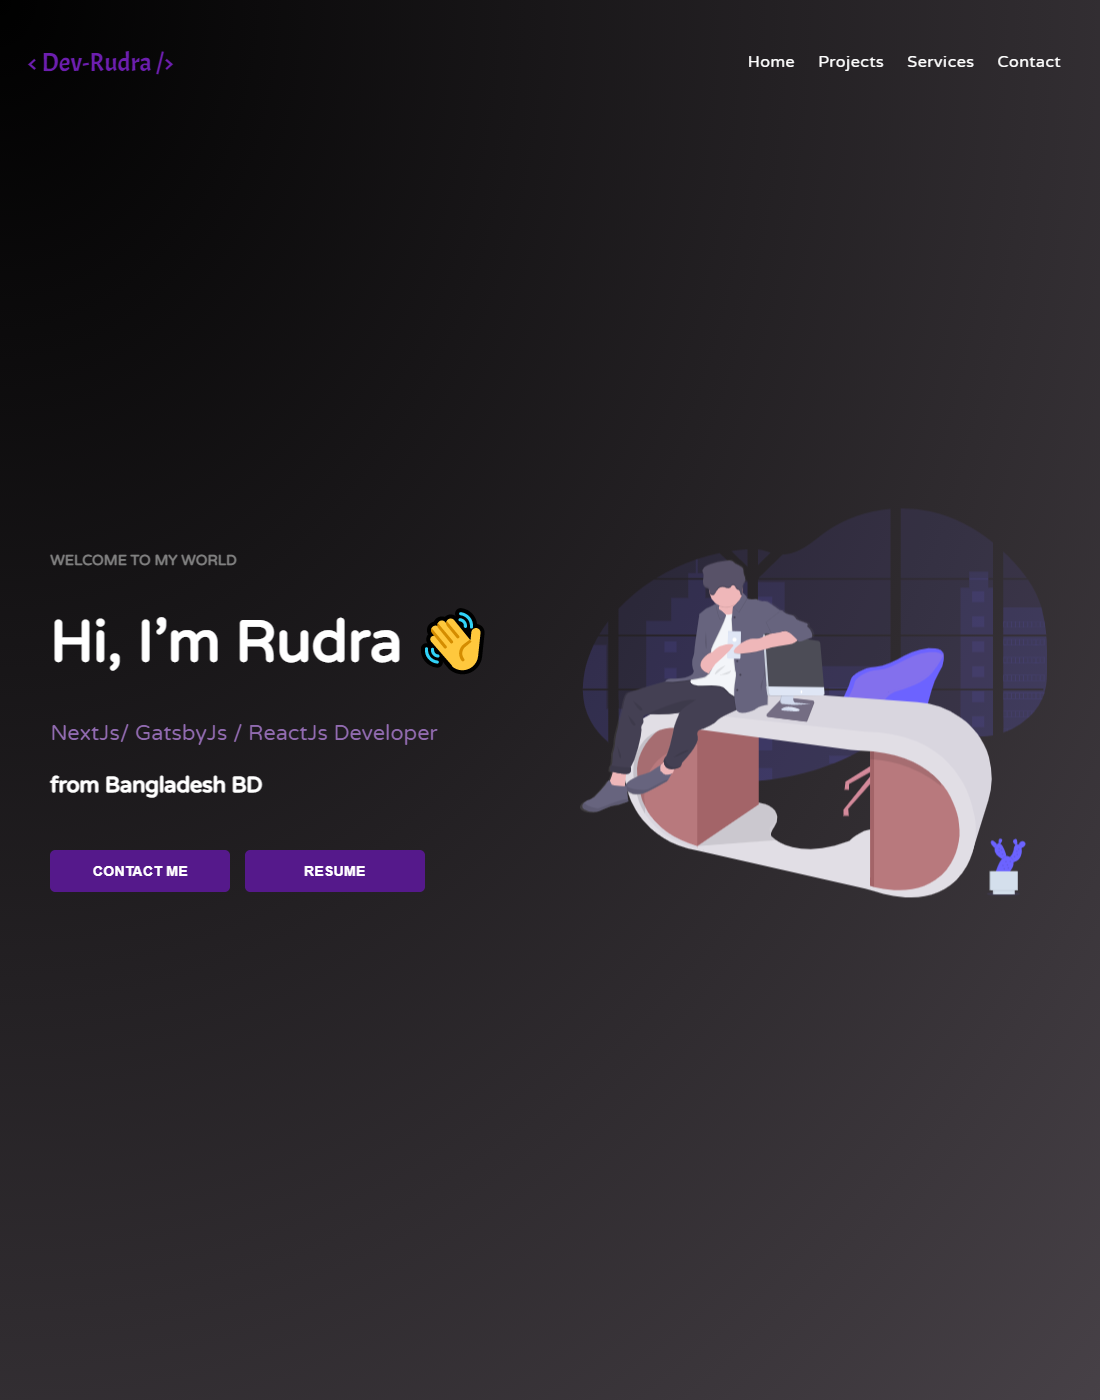 < Dev-Rudra />
Home Projects Services Contact
WELCOME TO MY WORLD
Hi, I’m Rudra 👋
NextJs/ GatsbyJs / ReactJs Developer
from Bangladesh BD
CONTACT ME RESUME